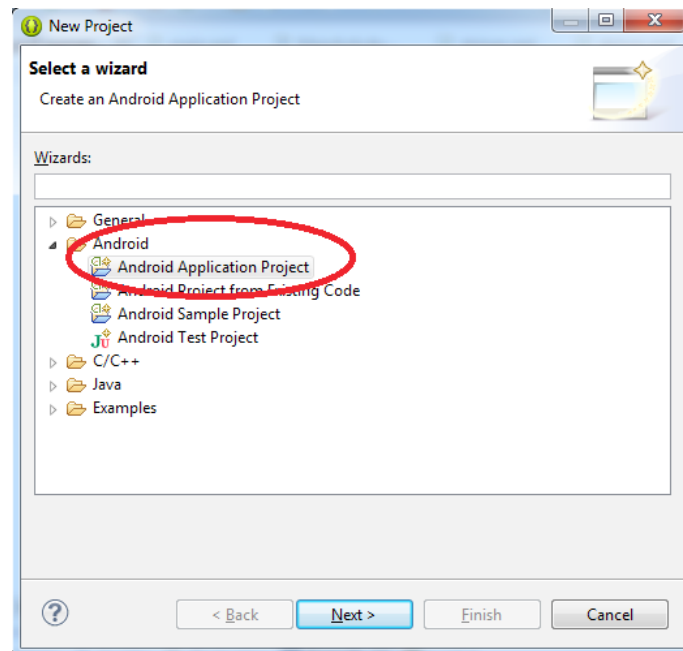 New Project
Select a wizard
Create an Android Application Project
Wizards:
General
Android
Android Application Project
Android Project from Existing Code
Android Sample Project
Android Test Project
C/C++
Java
Examples
? < Back Next > Finish Cancel